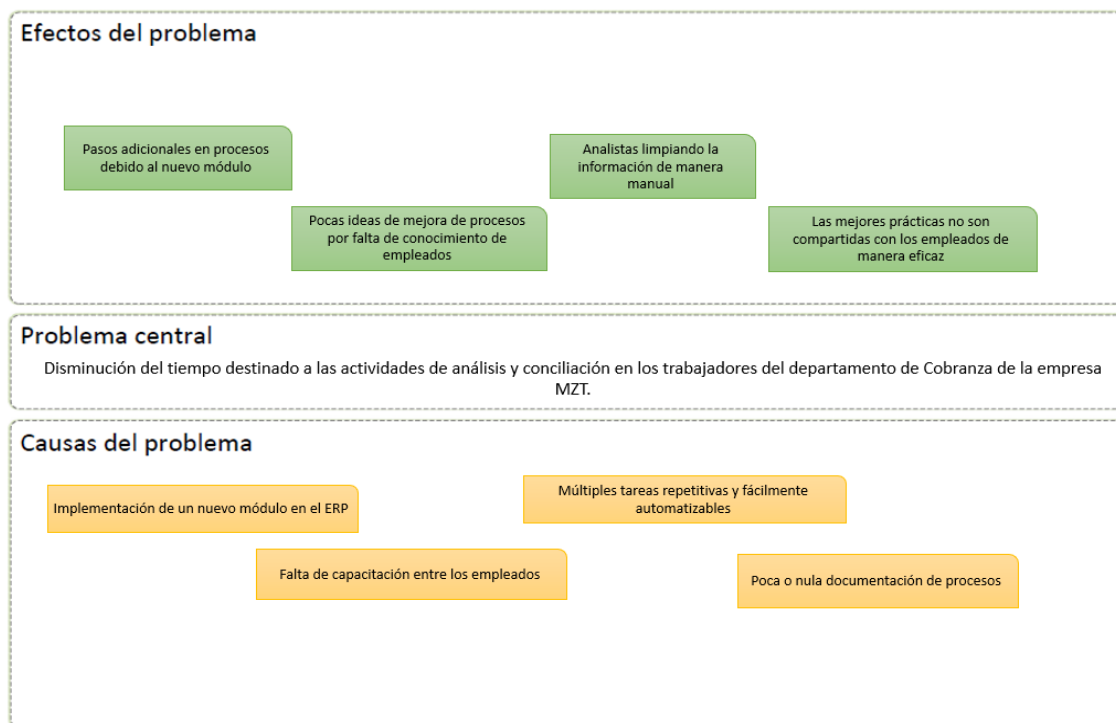 Efectos del problema
Pasos adicionales en procesos
debido al nuevo módulo
Pocas ideas de mejora de procesos
por falta de conocimiento de
empleados
Analistas limpiando la
información de manera
manual
Las mejores prácticas no son
compartidas con los empleados de
manera eficaz
Problema central
Disminución del tiempo destinado a las actividades de análisis y conciliación en los trabajadores del departamento de Cobranza de la empresa
MZT.
Causas del problema
Implementación de un nuevo módulo en el ERP
Falta de capacitación entre los empleados
Múltiples tareas repetitivas y fácilmente
automatizables
Poca o nula documentación de procesos